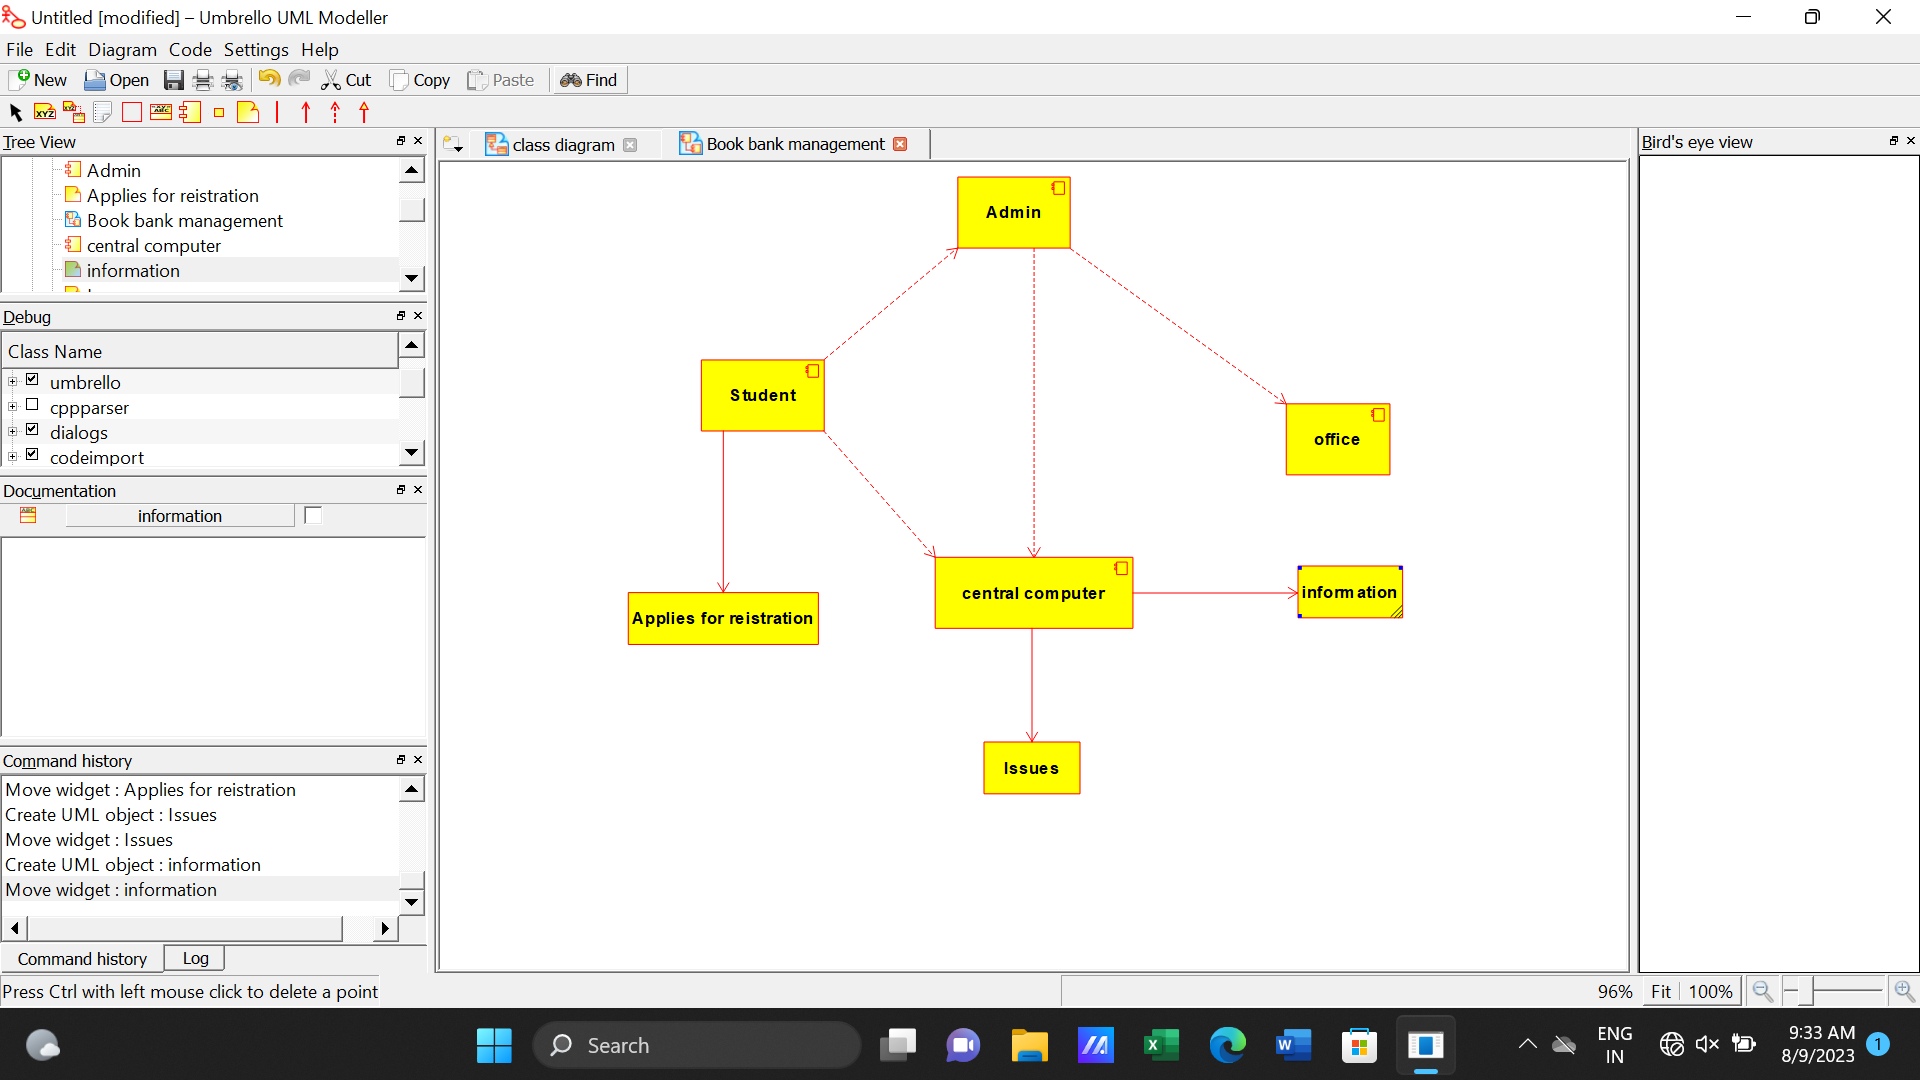 Untitled [modified] – Umbrello UML Modeller
File Edit Diagram Code Settings Help
New Open Cut Copy Paste Find
Tree View
class diagram
Book bank management
Bird's eye view
Admin
Applies for reistration
Book bank management
central computer
information
Debug
Class Name
umbrello
cppparser
dialogs
codeimport
Documentation
information
Command history
Move widget : Applies for reistration
Create UML object : Issues
Move widget : Issues
Create UML object : information
Move widget : information
Command history Log
Press Ctrl with left mouse click to delete a point
Admin
Student
office
central computer
information
Applies for reistration
Issues
96% Fit 100%
Search
ENG
IN
9:33 AM
8/9/2023
1